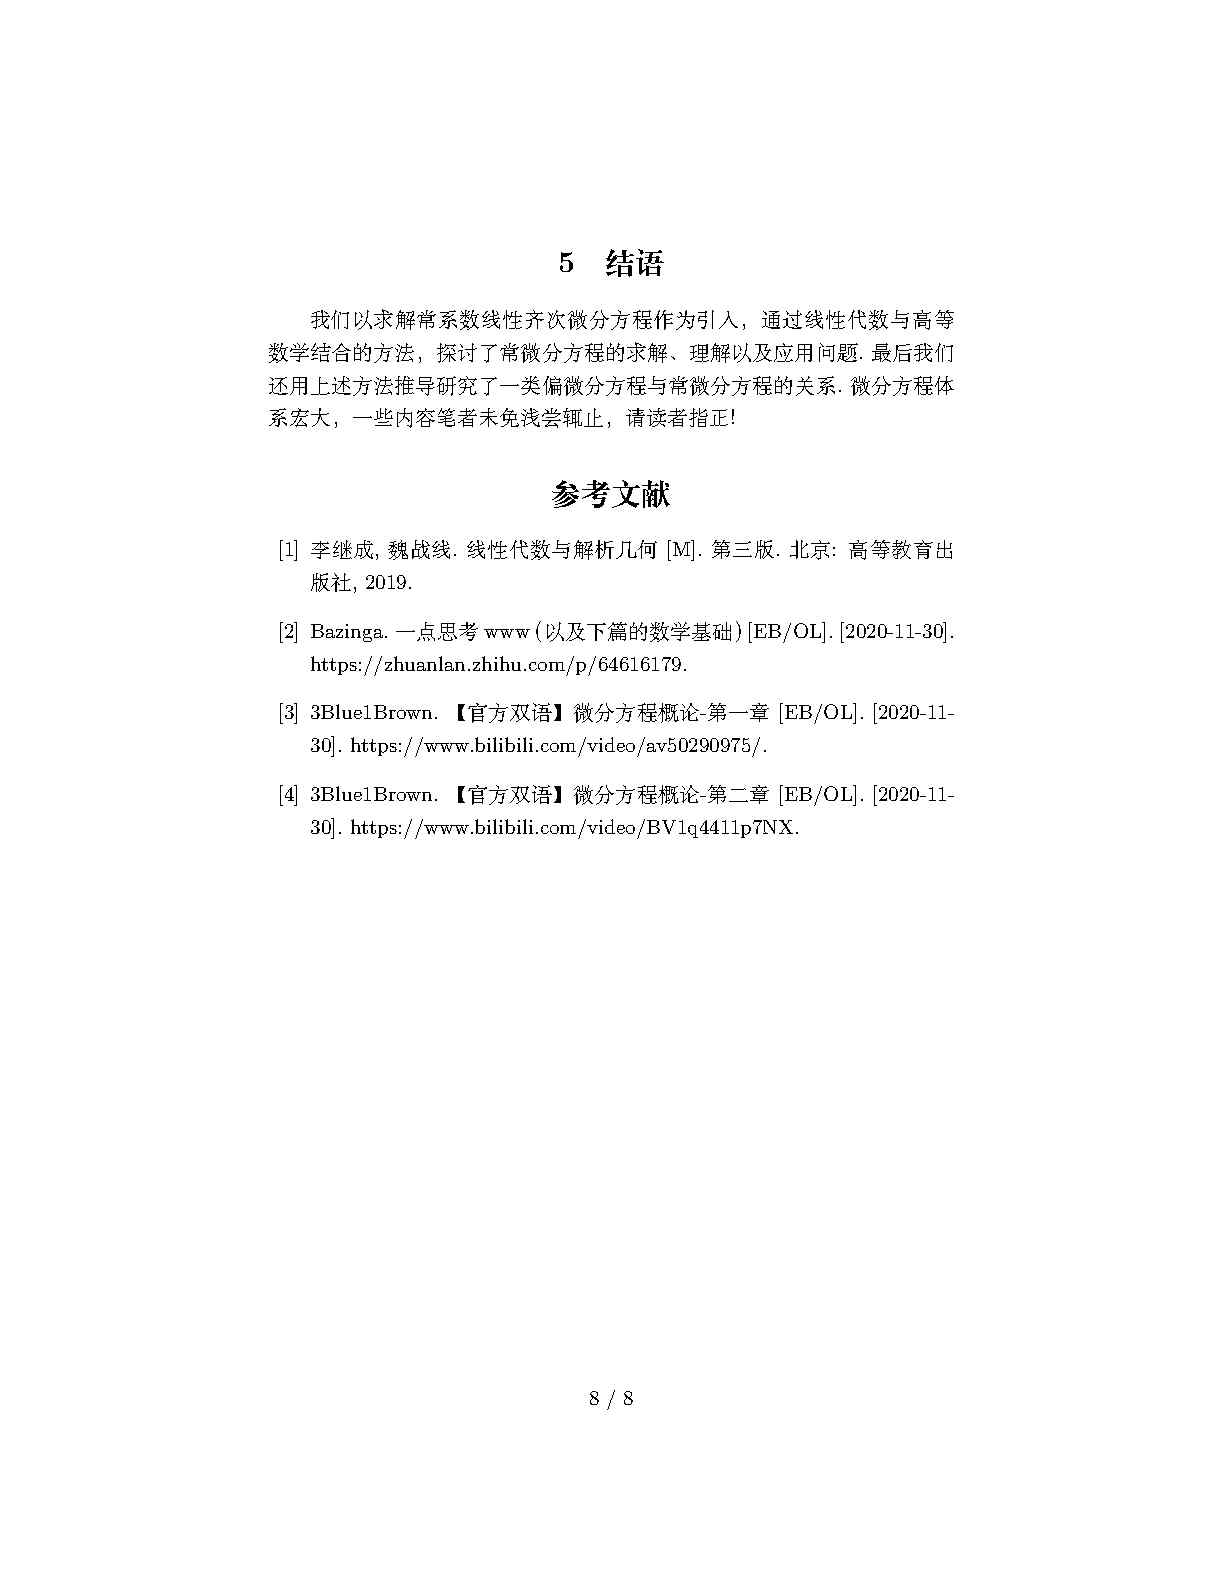 5 结语
我们以求解常系数线性齐次微分方程作为引入，通过线性代数与高等
数学结合的方法，探讨了常微分方程的求解、理解以及应用问题. 最后我们
还用上述方法推导研究了一类偏微分方程与常微分方程的关系. 微分方程体
系宏大，一些内容笔者未免浅尝辄止，请读者指正!
参考文献
[1] 李继成, 魏战线. 线性代数与解析几何 [M]. 第三版. 北京: 高等教育出
版社, 2019.
[2] Bazinga. 一点思考 www (以及下篇的数学基础) [EB/OL]. [2020-11-30].
https://zhuanlan.zhihu.com/p/64616179.
[3] 3Blue1Brown. 【官方双语】微分方程概论-第一章 [EB/OL]. [2020-11-
30]. https://www.bilibili.com/video/av50290975/.
[4] 3Blue1Brown. 【官方双语】微分方程概论-第二章 [EB/OL]. [2020-11-
30]. https://www.bilibili.com/video/BV1q4411p7NX.
8 / 8